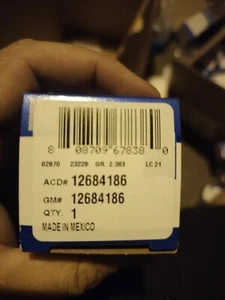 8 08709 67838 0
02870 23228 GR. 2.383 LC 21
ACD# 12684186
GM# 12684186
QTY. 1
MADE IN MEXICO